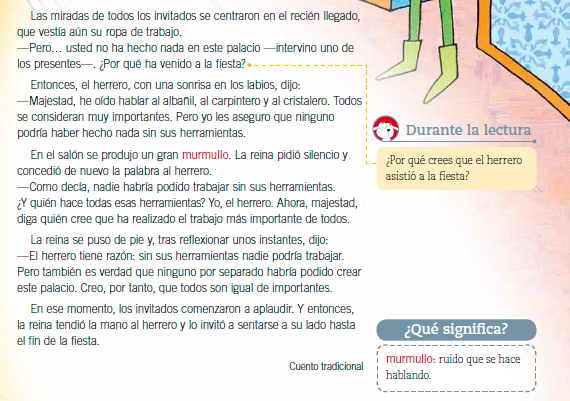 Las miradas de todos los invitados se centraron en el recién llegado,
que vestía aún su ropa de trabajo.
—Pero... usted no ha hecho nada en este palacio —intervino uno de
los presentes—. ¿Por qué ha venido a la fiesta?
Entonces, el herrero, con una sonrisa en los labios, dijo:
—Majestad, he oído hablar al albañil, al carpintero y al cristalero. Todos
se consideran muy importantes. Pero yo les aseguro que ninguno
podría haber hecho nada sin sus herramientas.
En el salón se produjo un gran murmullo. La reina pidió silencio y
concedió de nuevo la palabra al herrero.
—Como decía, nadie habría podido trabajar sin sus herramientas.
¿Y quién hace todas esas herramientas? Yo, el herrero. Ahora, majestad,
diga quién cree que ha realizado el trabajo más importante de todos.
La reina se puso de pie y, tras reflexionar unos instantes, dijo:
—El herrero tiene razón: sin sus herramientas nadie podría trabajar.
Pero también es verdad que ninguno por separado habría podido crear
este palacio. Creo, por tanto, que todos son igual de importantes.
En ese momento, los invitados comenzaron a aplaudir. Y entonces,
la reina tendió la mano al herrero y lo invitó a sentarse a su lado hasta
el fin de la fiesta.
Cuento tradicional
Durante la lectura
¿Por qué crees que el herrero
asistió a la fiesta?
¿Qué significa?
murmullo: ruido que se hace
hablando.